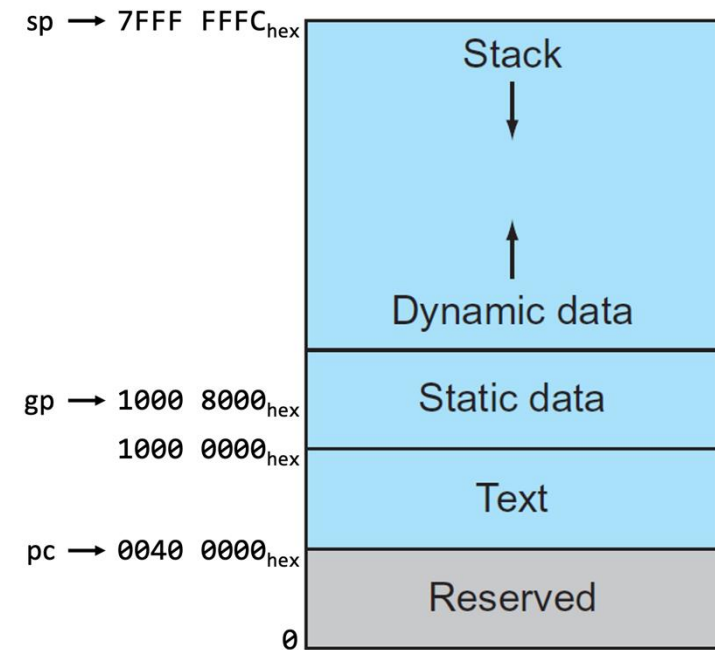 sp → 7FFF FFFChex
Stack
Dynamic data
gp → 1000 8000hex
Static data
1000 0000hex
Text
pc → 0040 0000hex
Reserved
0